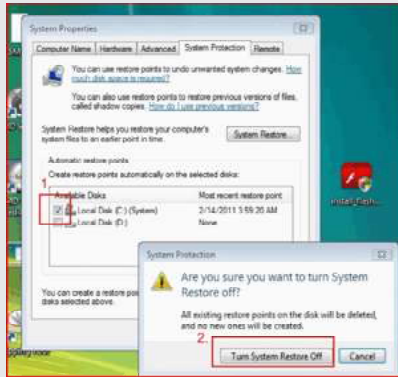 System Properties
Computer Name Hardware Advanced System Protection Remote
You can use restore points to undo unwanted system changes. How
much disk space is required?
You can also use restore points to restore previous versions of files,
called shadow copies. How do I use previous versions?
System Restore helps you restore your computer's
system files to an earlier point in time.
System Restore...
Automatic restore points
Create restore points automatically on the selected disks:
1
Available Disks Most recent restore point
Local Disk (C:) (System) 2/14/2011 3:59:20 AM
Local Disk (D:) None
You can create a restore
disks selected above.
install_flash
System Protection
Are you sure you want to turn System
Restore off?
All existing restore points on the disk will be deleted,
and no new ones will be created.
2.
Turn System Restore Off Cancel